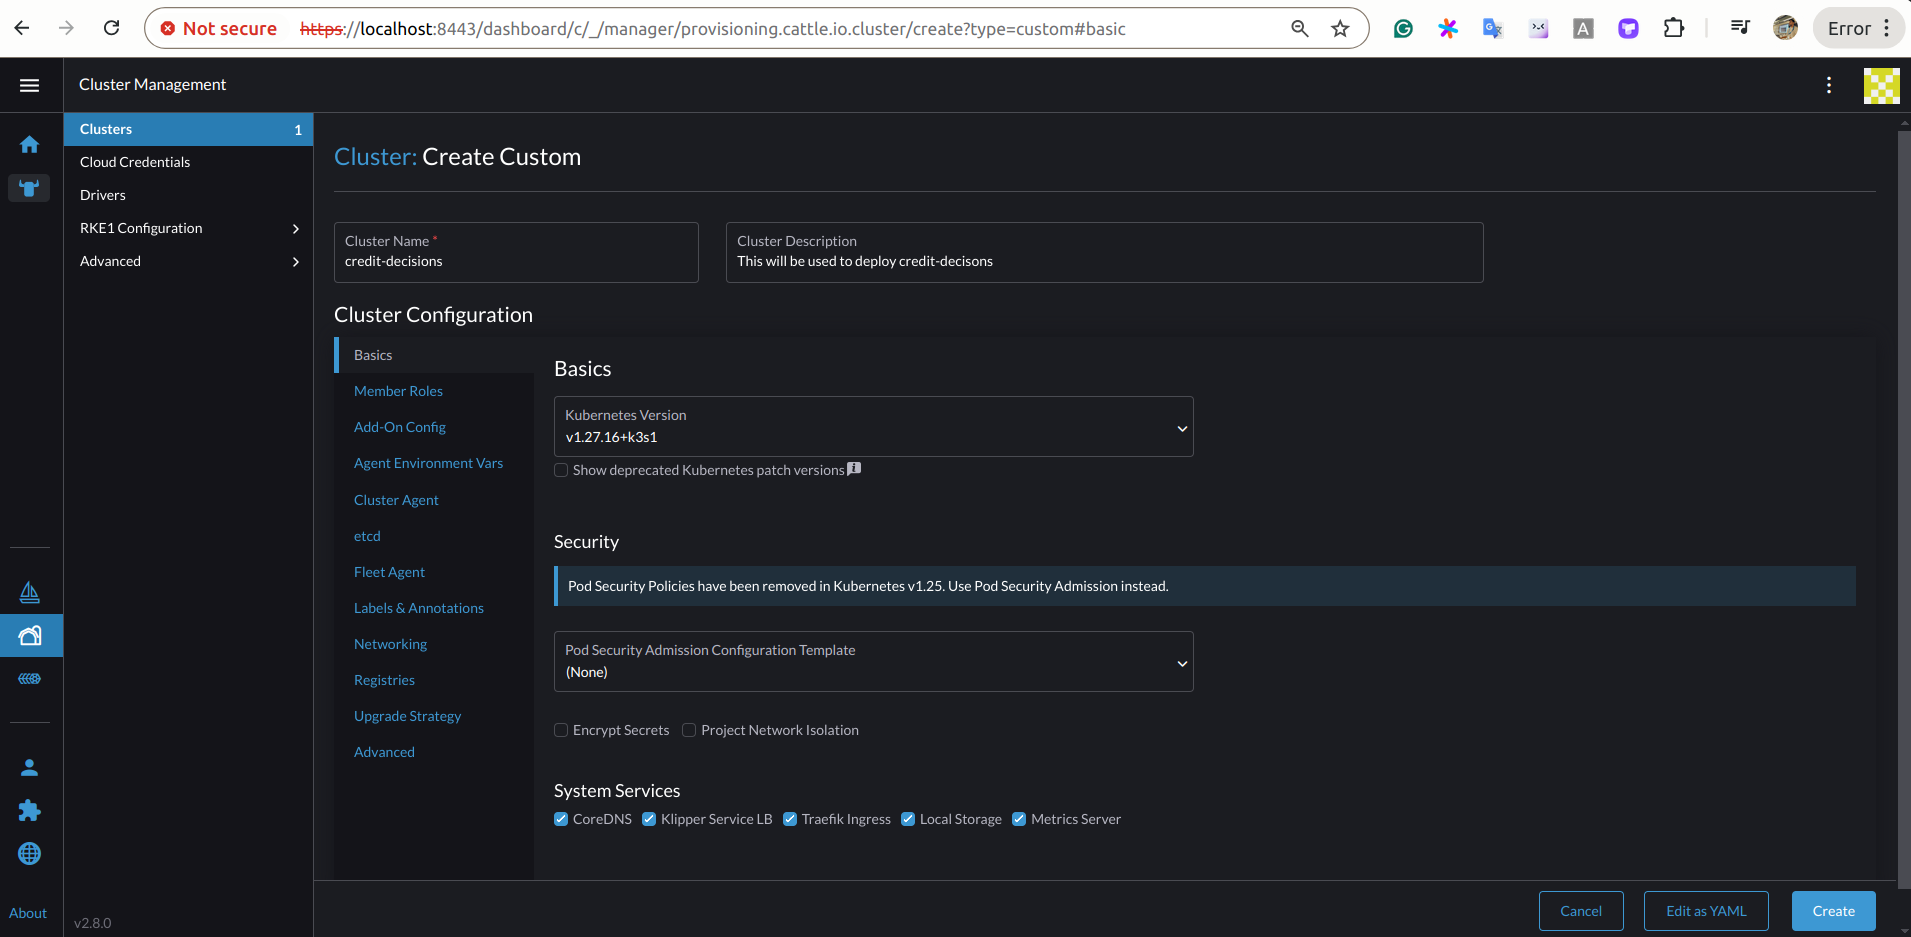 Not secure https://localhost:8443/dashboard/c/_/manager/provisioning.cattle.io.cluster/create?type=custom#basic
Error
Cluster Management
Clusters 1
Cloud Credentials
Drivers
RKE1 Configuration
Advanced
About
v2.8.0
Cluster: Create Custom
Cluster Name *
credit-decisions
Cluster Description
This will be used to deploy credit-decisons
Cluster Configuration
Basics
Member Roles
Add-On Config
Agent Environment Vars
Cluster Agent
etcd
Fleet Agent
Labels & Annotations
Networking
Registries
Upgrade Strategy
Advanced
Basics
Kubernetes Version
v1.27.16+k3s1
Show deprecated Kubernetes patch versions
Security
Pod Security Policies have been removed in Kubernetes v1.25. Use Pod Security Admission instead.
Pod Security Admission Configuration Template
(None)
Encrypt Secrets Project Network Isolation
System Services
CoreDNS Klipper Service LB Traefik Ingress Local Storage Metrics Server
Cancel Edit as YAML Create